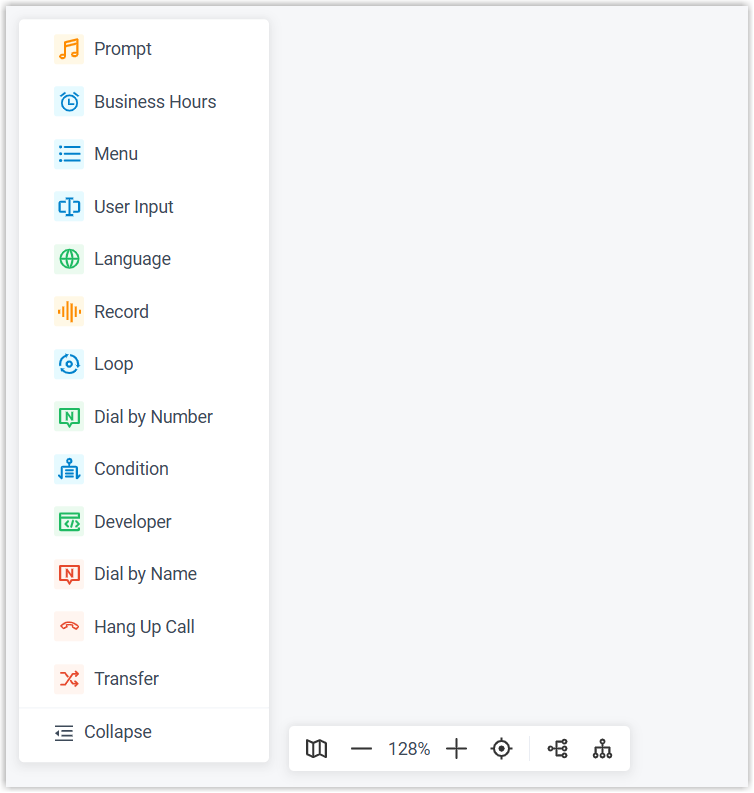 Prompt
Business Hours
Menu
User Input
Language
Record
Loop
Dial by Number
Condition
Developer
Dial by Name
Hang Up Call
Transfer
Collapse
128%